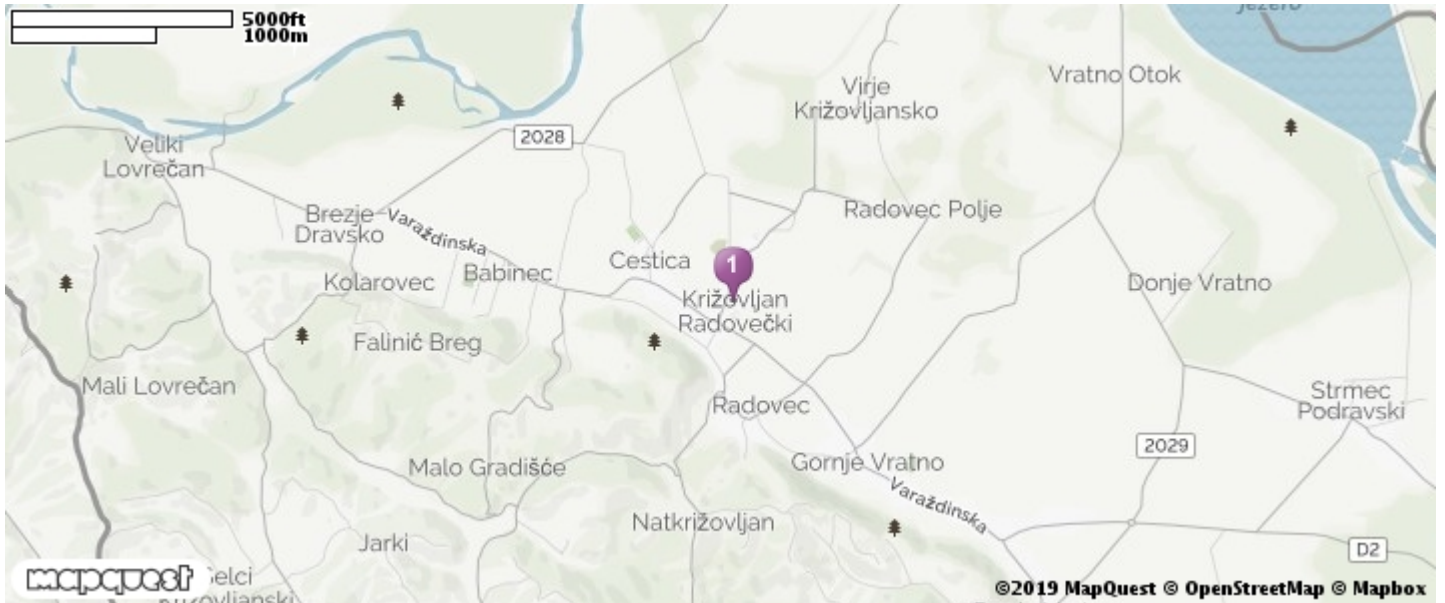 5000ft
1000m
Jezero
Vratno Otok
Virje
Križovljansko
2028
Veliki
Lovrečan
Brezje
Dravsko
Varaždinska
Radovec Polje
Cestica
1
Babinec
Kolarovec
Križovljan
Radovečki
Donje Vratno
Falinić Breg
Mali Lovrečan
Strmec
Podravski
Radovec
2029
Malo Gradišće
Gornje Vratno
Varaždinska
Natkrižovljan
Jarki
D2
mapquest
Selci
Križovljanski
©2019 MapQuest © OpenStreetMap © Mapbox